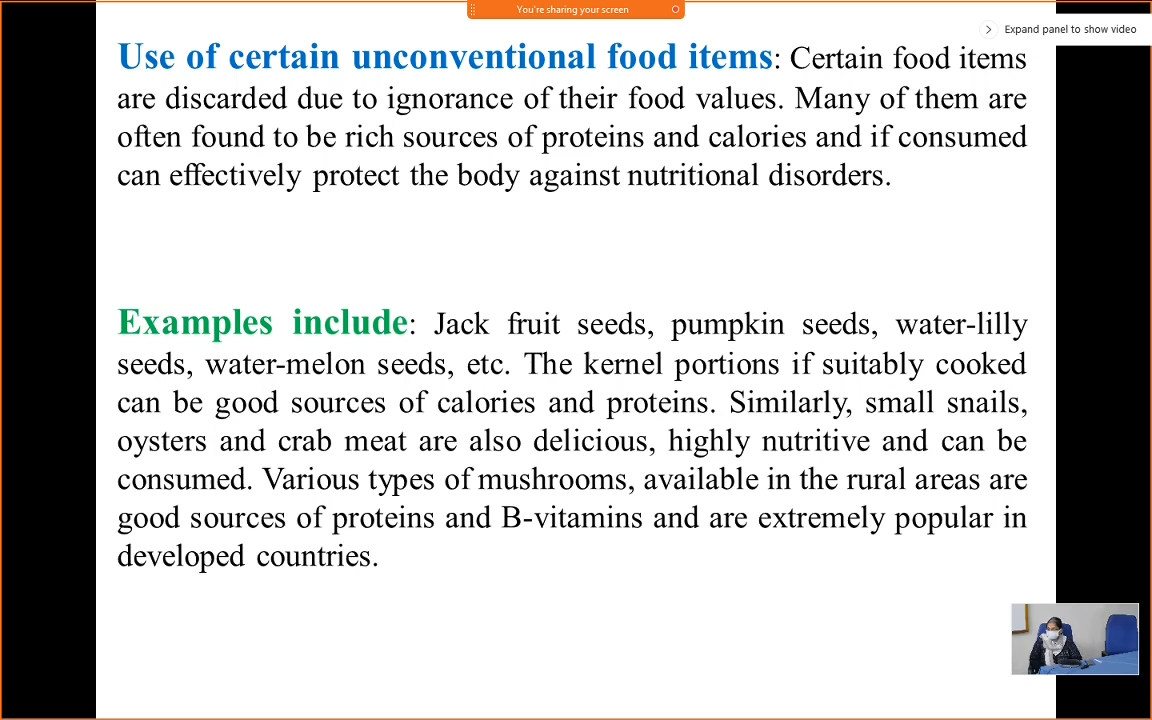 You're sharing your screen
Expand panel to show video
Use of certain unconventional food items: Certain food items
are discarded due to ignorance of their food values. Many of them are
often found to be rich sources of proteins and calories and if consumed
can effectively protect the body against nutritional disorders.
Examples include: Jack fruit seeds, pumpkin seeds, water-lilly
seeds, water-melon seeds, etc. The kernel portions if suitably cooked
can be good sources of calories and proteins. Similarly, small snails,
oysters and crab meat are also delicious, highly nutritive and can be
consumed. Various types of mushrooms, available in the rural areas are
good sources of proteins and B-vitamins and are extremely popular in
developed countries.